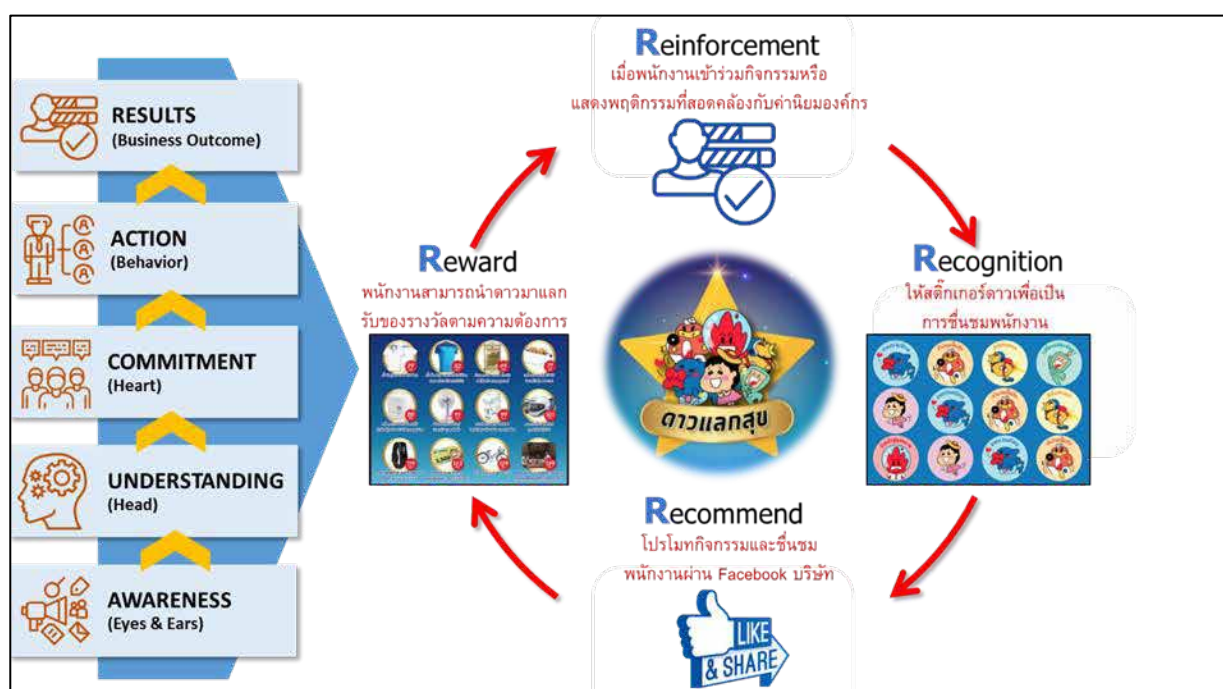 RESULTS
(Business Outcome)
ACTION
(Behavior)
COMMITMENT
(Heart)
UNDERSTANDING
(Head)
AWARENESS
(Eyes & Ears)
Reinforcement
เมื่อพนักงานเข้าร่วมกิจกรรมหรือ
แสดงพฤติกรรมที่สอดคล้องกับค่านิยมองค์กร
Reward
พนักงานสามารถนำดาวมาแลก
รับของรางวัลตามความต้องการ
ดาวแลกสุข
Recognition
ให้สติ๊กเกอร์ดาวเพื่อเป็น
การชื่นชมพนักงาน
Recommend
โปรโมทกิจกรรมและชื่นชม
พนักงานผ่าน Facebook บริษัท
LIKE
& SHARE